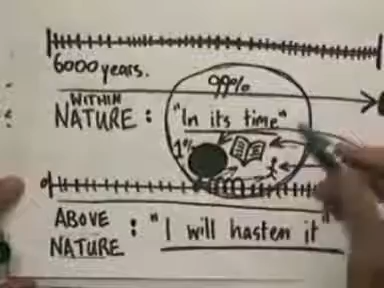 6000 years.
99%
WITHIN
NATURE : "In its time"
1%
ABOVE
NATURE : "I will hasten it"